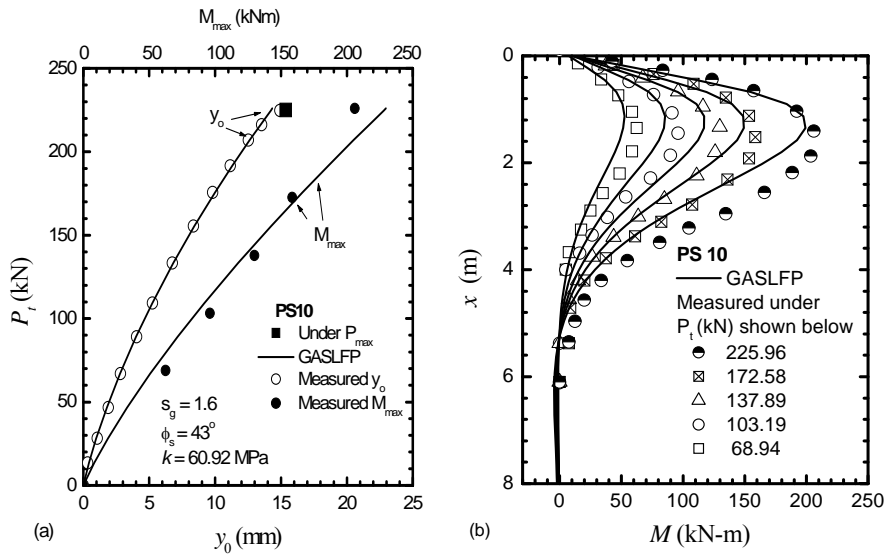 M_max (kNm)
0 50 100 150 200 250
250
200
150
100
50
0
P_t (kN)
y_o
M_max
PS10
Under P_max
GASLFP
Measured y_o
Measured M_max
s_g = 1.6
ϕ_s = 43°
k = 60.92 MPa
0 5 10 15 20 25
(a)
y_0 (mm)
0
2
4
6
8
x (m)
PS 10
GASLFP
Measured under
P_t (kN) shown below
225.96
172.58
137.89
103.19
68.94
0 50 100 150 200 250
(b)
M (kN-m)